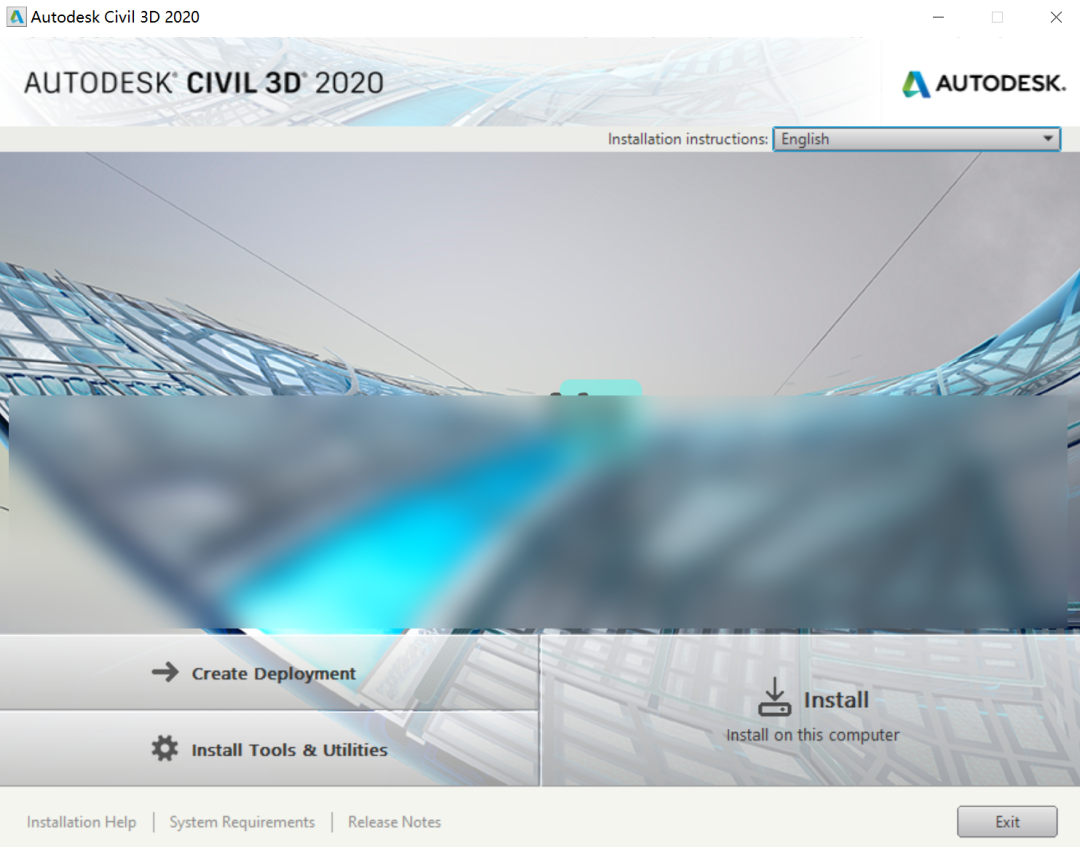 Autodesk Civil 3D 2020
AUTODESK® CIVIL 3D® 2020
AUTODESK.
Installation instructions: English
Create Deployment
Install Tools & Utilities
Install
Install on this computer
Installation Help | System Requirements | Release Notes
Exit